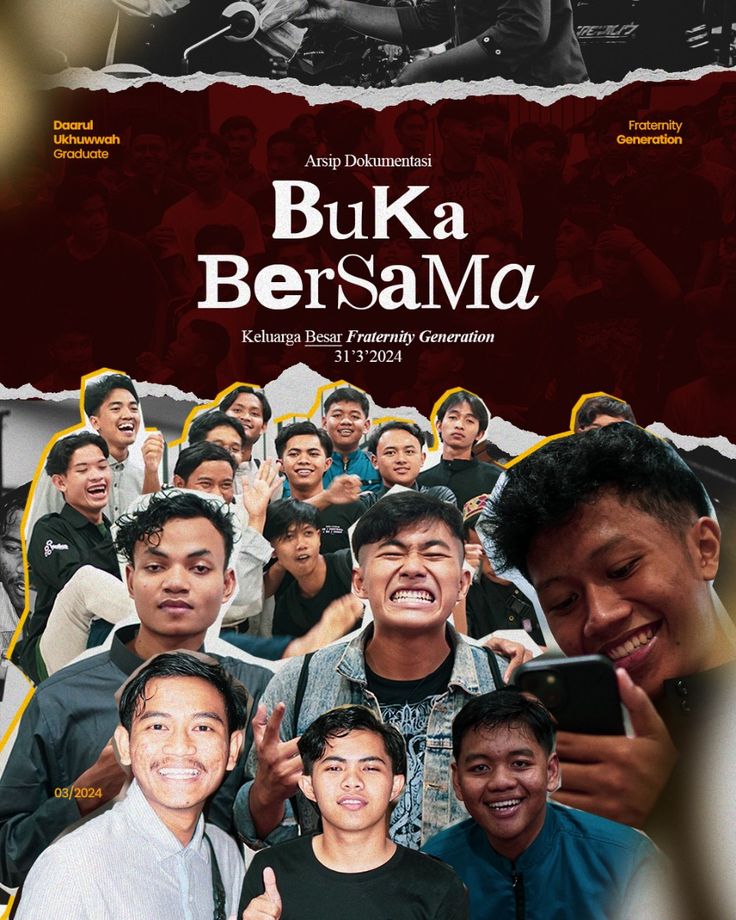 Daarul
Ukhuwwah
Graduate
Fraternity
Generation
Arsip Dokumentasi
BuKa
BerSaMa
Keluarga Besar Fraternity Generation
31'3'2024
03/2024